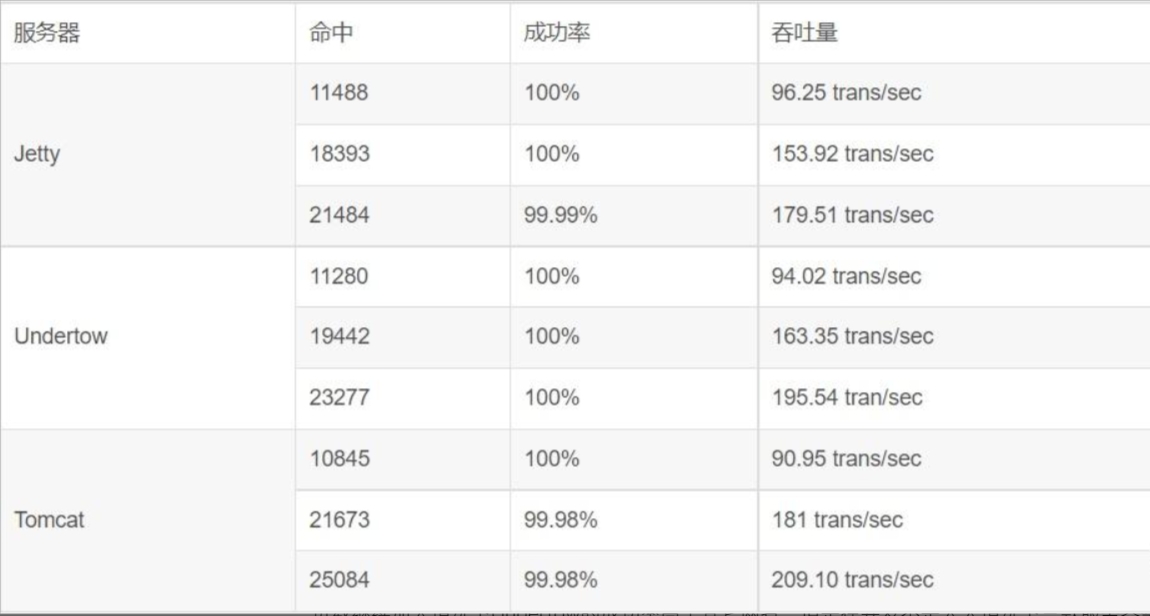 服务器 命中 成功率 吞吐量
11488 100% 96.25 trans/sec
Jetty 18393 100% 153.92 trans/sec
21484 99.99% 179.51 trans/sec
11280 100% 94.02 trans/sec
Undertow 19442 100% 163.35 trans/sec
23277 100% 195.54 tran/sec
10845 100% 90.95 trans/sec
Tomcat 21673 99.98% 181 trans/sec
25084 99.98% 209.10 trans/sec